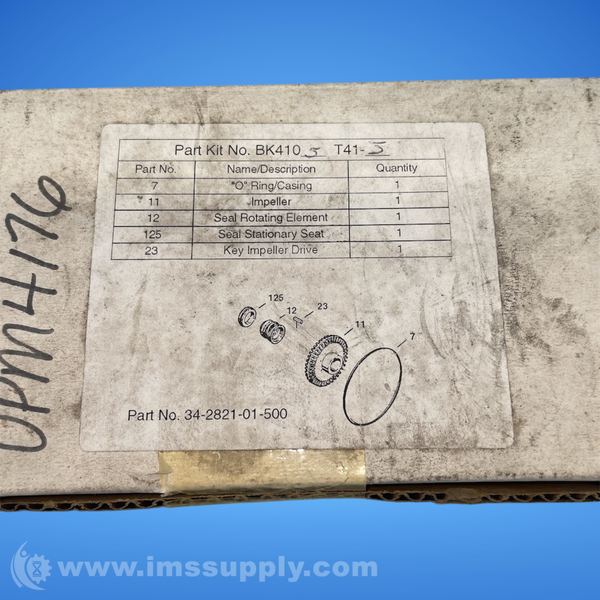 Part Kit No. BK410 5 T41-5
Part No. Name/Description Quantity
7 "O" Ring/Casing 1
11 Impeller 1
12 Seal Rotating Element 1
125 Seal Stationary Seat 1
23 Key Impeller Drive 1
125
12
23
11
7
Part No. 34-2821-01-500
OPM4176
www.imssupply.com